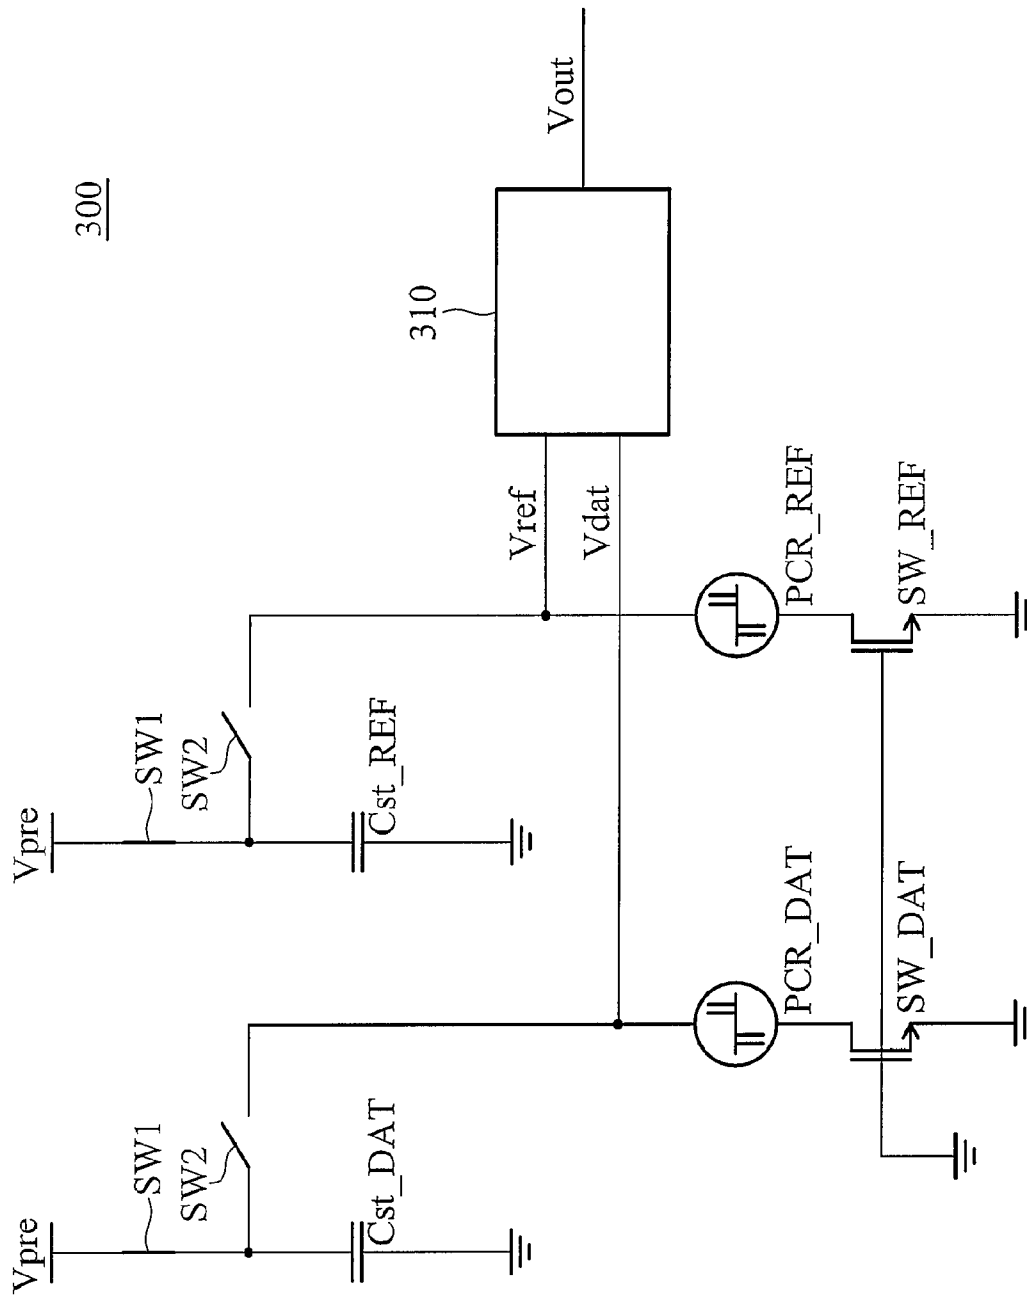 300
Vpre
SW1
SW2
Cst_DAT
Vpre
SW1
SW2
Cst_REF
Vref
Vdat
310
Vout
PCR_DAT
PCR_REF
SW_DAT
SW_REF